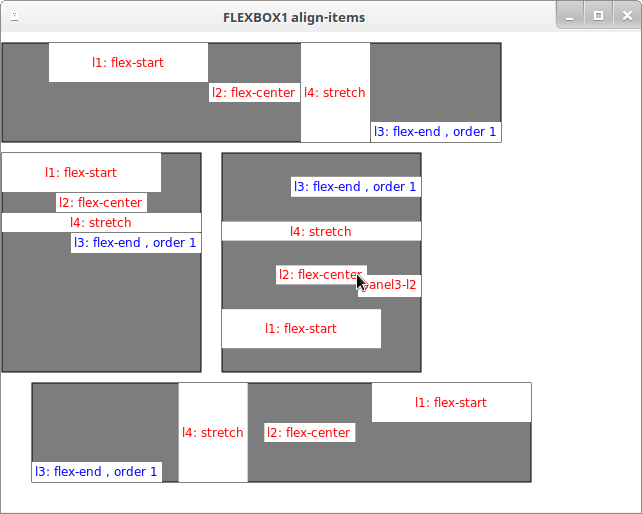 FLEXBOX1 align-items
l1: flex-start
l2: flex-center
l4: stretch
l3: flex-end , order 1
l1: flex-start
l2: flex-center
l4: stretch
l3: flex-end , order 1
l3: flex-end , order 1
l4: stretch
l2: flex-center
panel3-l2
l1: flex-start
l1: flex-start
l4: stretch
l2: flex-center
l3: flex-end , order 1